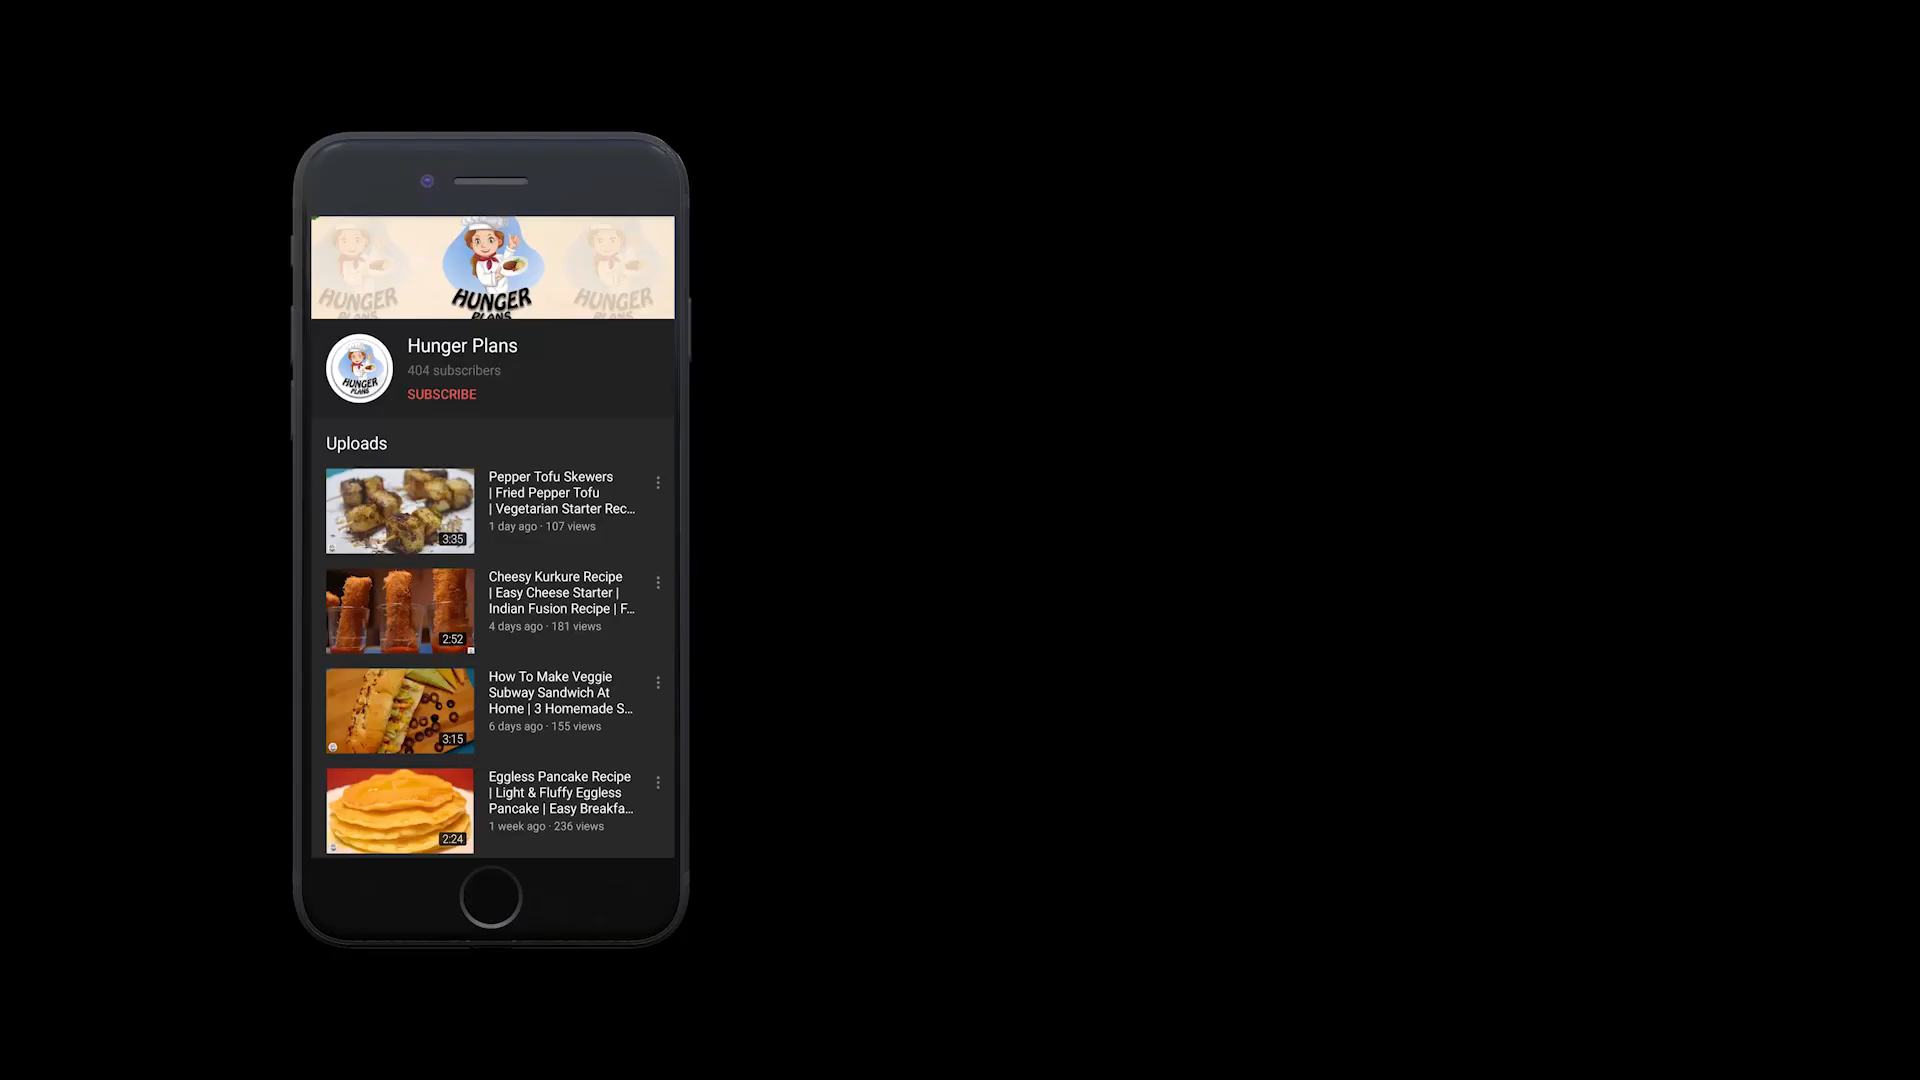 HUNGER
HUNGER
PLANS
HUNGER
Hunger Plans
404 subscribers
HUNGER
PLANS
SUBSCRIBE
Uploads
Pepper Tofu Skewers
| Fried Pepper Tofu
| Vegetarian Starter Rec...
1 day ago · 107 views
3:35
Cheesy Kurkure Recipe
| Easy Cheese Starter |
Indian Fusion Recipe | F...
4 days ago · 181 views
2:52
How To Make Veggie
Subway Sandwich At
Home | 3 Homemade S...
6 days ago · 155 views
3:15
Eggless Pancake Recipe
| Light & Fluffy Eggless
Pancake | Easy Breakfa...
1 week ago · 236 views
2:24